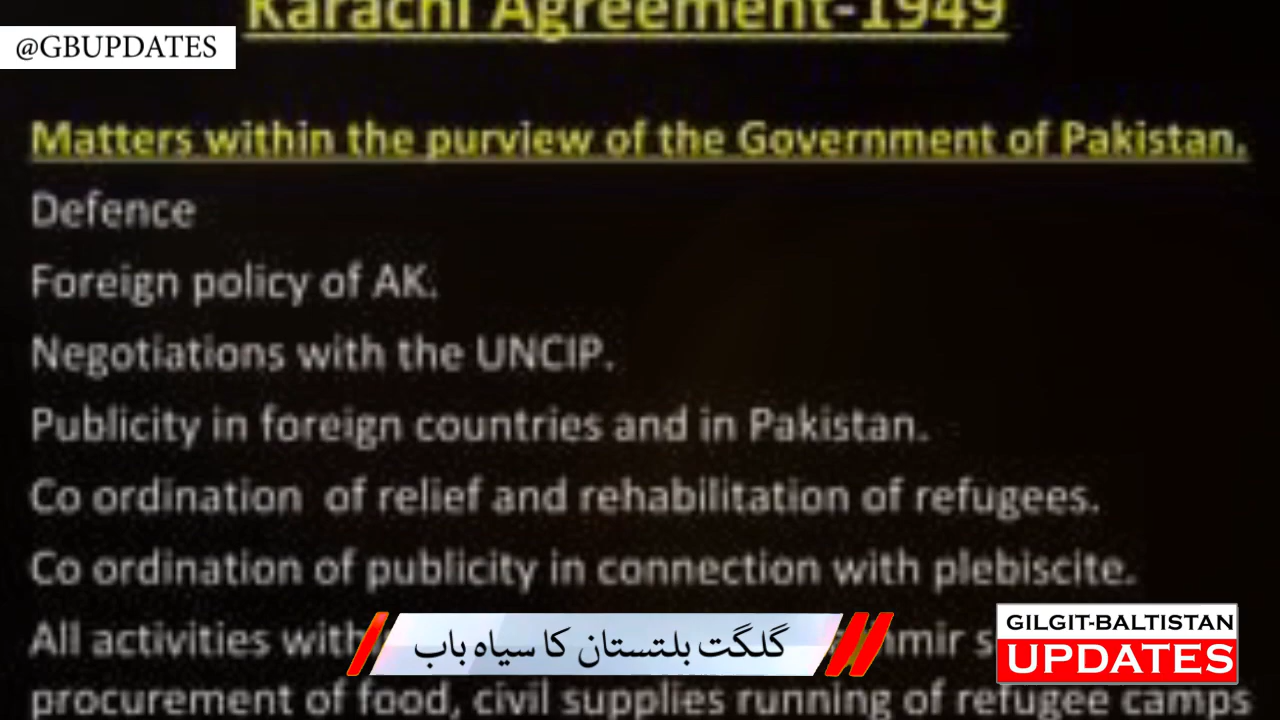 Karachi Agreement-1949
@GBUPDATES
Matters within the purview of the Government of Pakistan.
Defence
Foreign policy of AK.
Negotiations with the UNCIP.
Publicity in foreign countries and in Pakistan.
Co ordination of relief and rehabilitation of refugees.
Co ordination of publicity in connection with plebiscite.
All activities
گلگت بلتستان کا سیاہ باب
GILGIT-BALTISTAN
UPDATES
procurement of food, civil supplies running of refugee camps